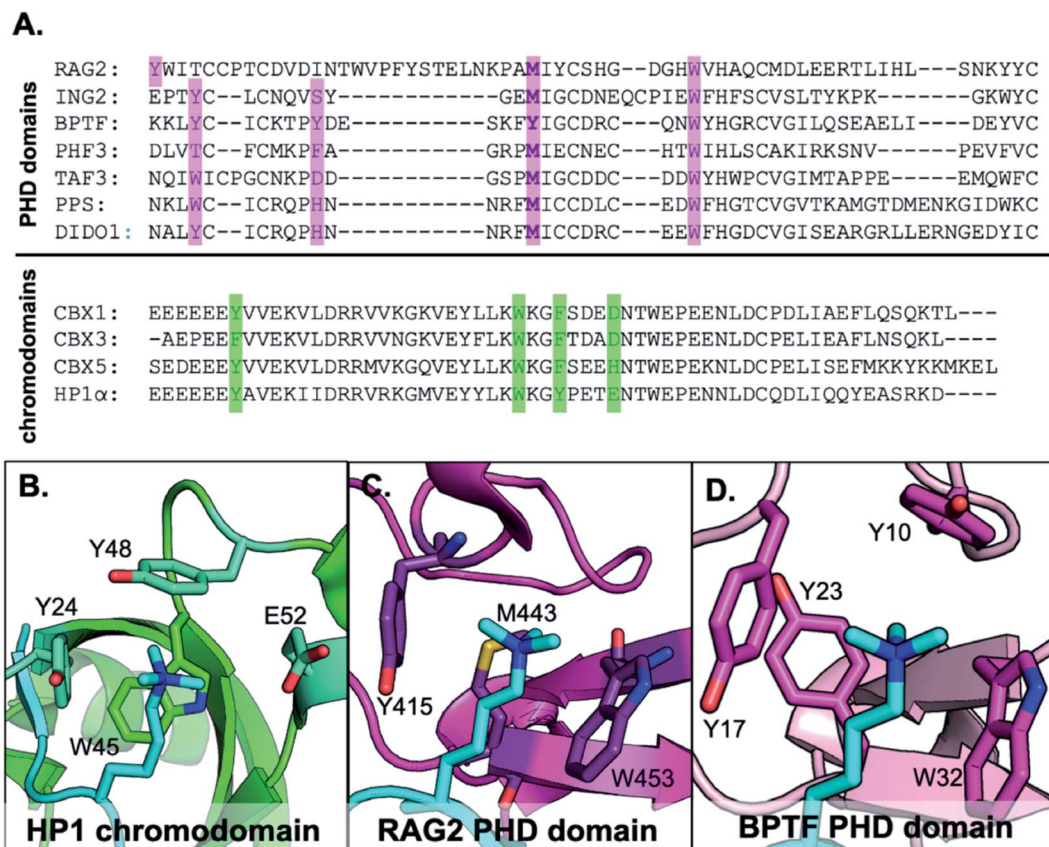 A.
PHD domains
RAG2: YWITCCPTCDVDINTWVPFYSTELNKPAMIYCSHG--DGHWVHAQCMDLEERTLIHL---SNKYYC
ING2: EPTYC--LCNQVSY-----------GEMIGCDNEQCPIEWFHFSCVSLTYKPK-------GKWYC
BPTF: KKLYC--ICKTPYDE----------SKFYIGCDRC--QNWYHGRCVGILQSEAELI----DEYVC
PHF3: DLVTC--FCMKPFA-----------GRPMIECNEC--HTWIHLSCAKIRKSNV------PEVFVC
TAF3: NQIWICPGCNKPDD-----------GSPMIGCDDC--DDWYHWPCVGIMTAPPE-----EMQWFC
PPS: NKLWC--ICRQPHN-----------NRFMICCDLC--EDWFHGTCVGVTKAMGTDMENKGIDWKC
DIDO1: NALYC--ICRQPHN-----------NRFMICCDRC--EEWFHGDCVGISEARGRLLERNGEDYIC
chromodomains
CBX1: EEEEEEYVVEKVLDRRVVKGKVEYLLKWKGFSDEDNTWEPEENLDCPDLIAEFLQSQKTL---
CBX3: -AEPEEFVVEKVLDRRVVNGKVEYFLKWKGFTDADNTWEPEENLDCPELIEAFLNSQKL----
CBX5: SEDEEEYVVEKVLDRRMVKGQVEYLLKWKGFSEEHNTWEPEKNLDCPELISEFMKKYKKMKEL
HP1α: EEEEEEYAVEKIIDRRVRKGMVEYYLKWKGYPETENTWEPENNLDCQDLIQQYEASRKD----
B.
Y48
Y24
E52
W45
HP1 chromodomain
C.
M443
Y415
W453
RAG2 PHD domain
D.
Y10
Y23
Y17
W32
BPTF PHD domain